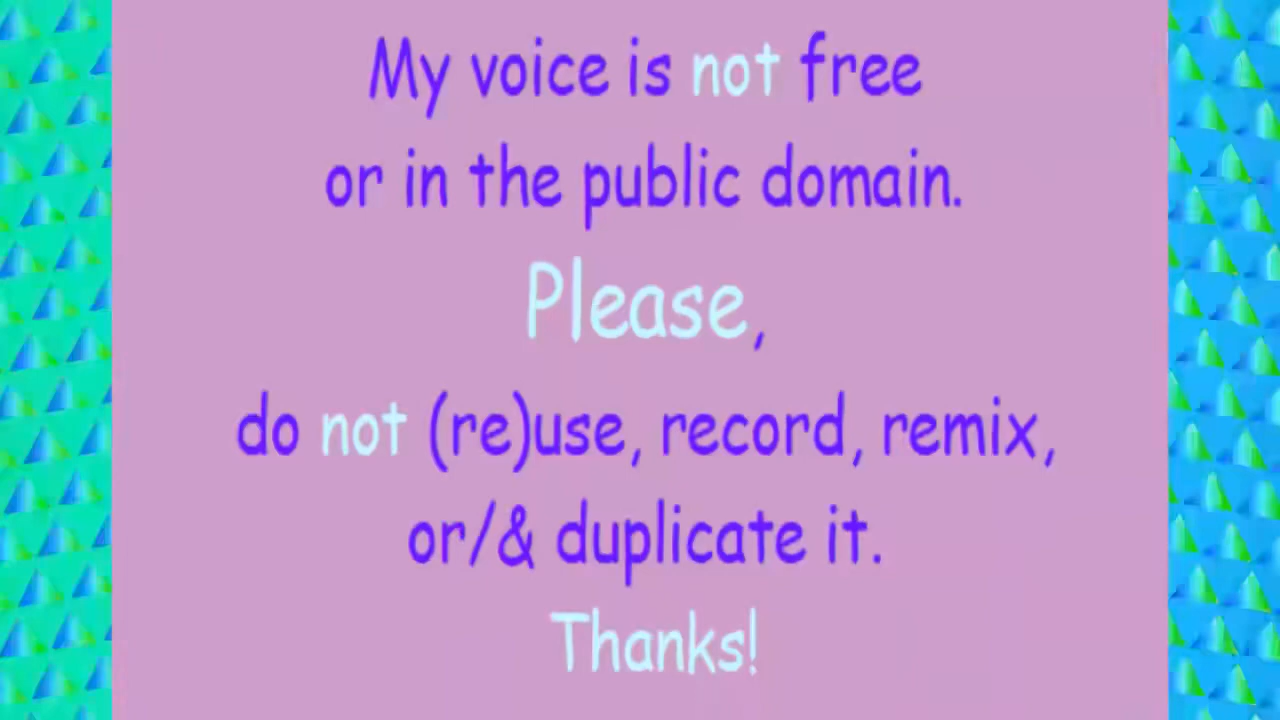 My voice is not free
or in the public domain.
Please,
do not (re)use, record, remix,
or/& duplicate it.
Thanks!